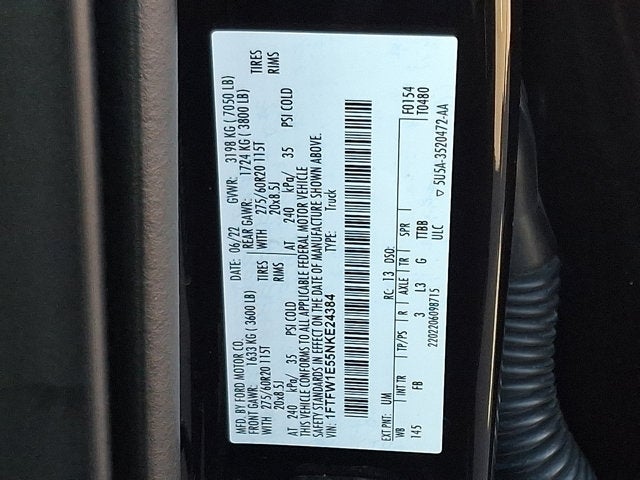 MFD. BY FORD MOTOR CO. DATE: 06/22 GVWR: 3198 KG ( 7050 LB)
FRONT GAWR: 1633 KG ( 3600 LB) REAR GAWR: 1724 KG ( 3800 LB)
WITH 275/60R20 115T TIRES WITH 275/60R20 115T TIRES
20x8.5J RIMS 20x8.5J RIMS
AT 240 kPa/ 35 PSI COLD AT 240 kPa/ 35 PSI COLD
THIS VEHICLE CONFORMS TO ALL APPLICABLE FEDERAL MOTOR VEHICLE
SAFETY STANDARDS IN EFFECT ON THE DATE OF MANUFACTURE SHOWN ABOVE.
VIN: 1FTFW1E55NKE24384 TYPE: Truck
EXT PNT: UM RC: 13 DSO: F0154
WB INT TR TP/PS R AXLE TR SPR T0480
145 FB 3 L3 G TTBB
2202206098715 ULC ▽ 5U5A-3520472-AA